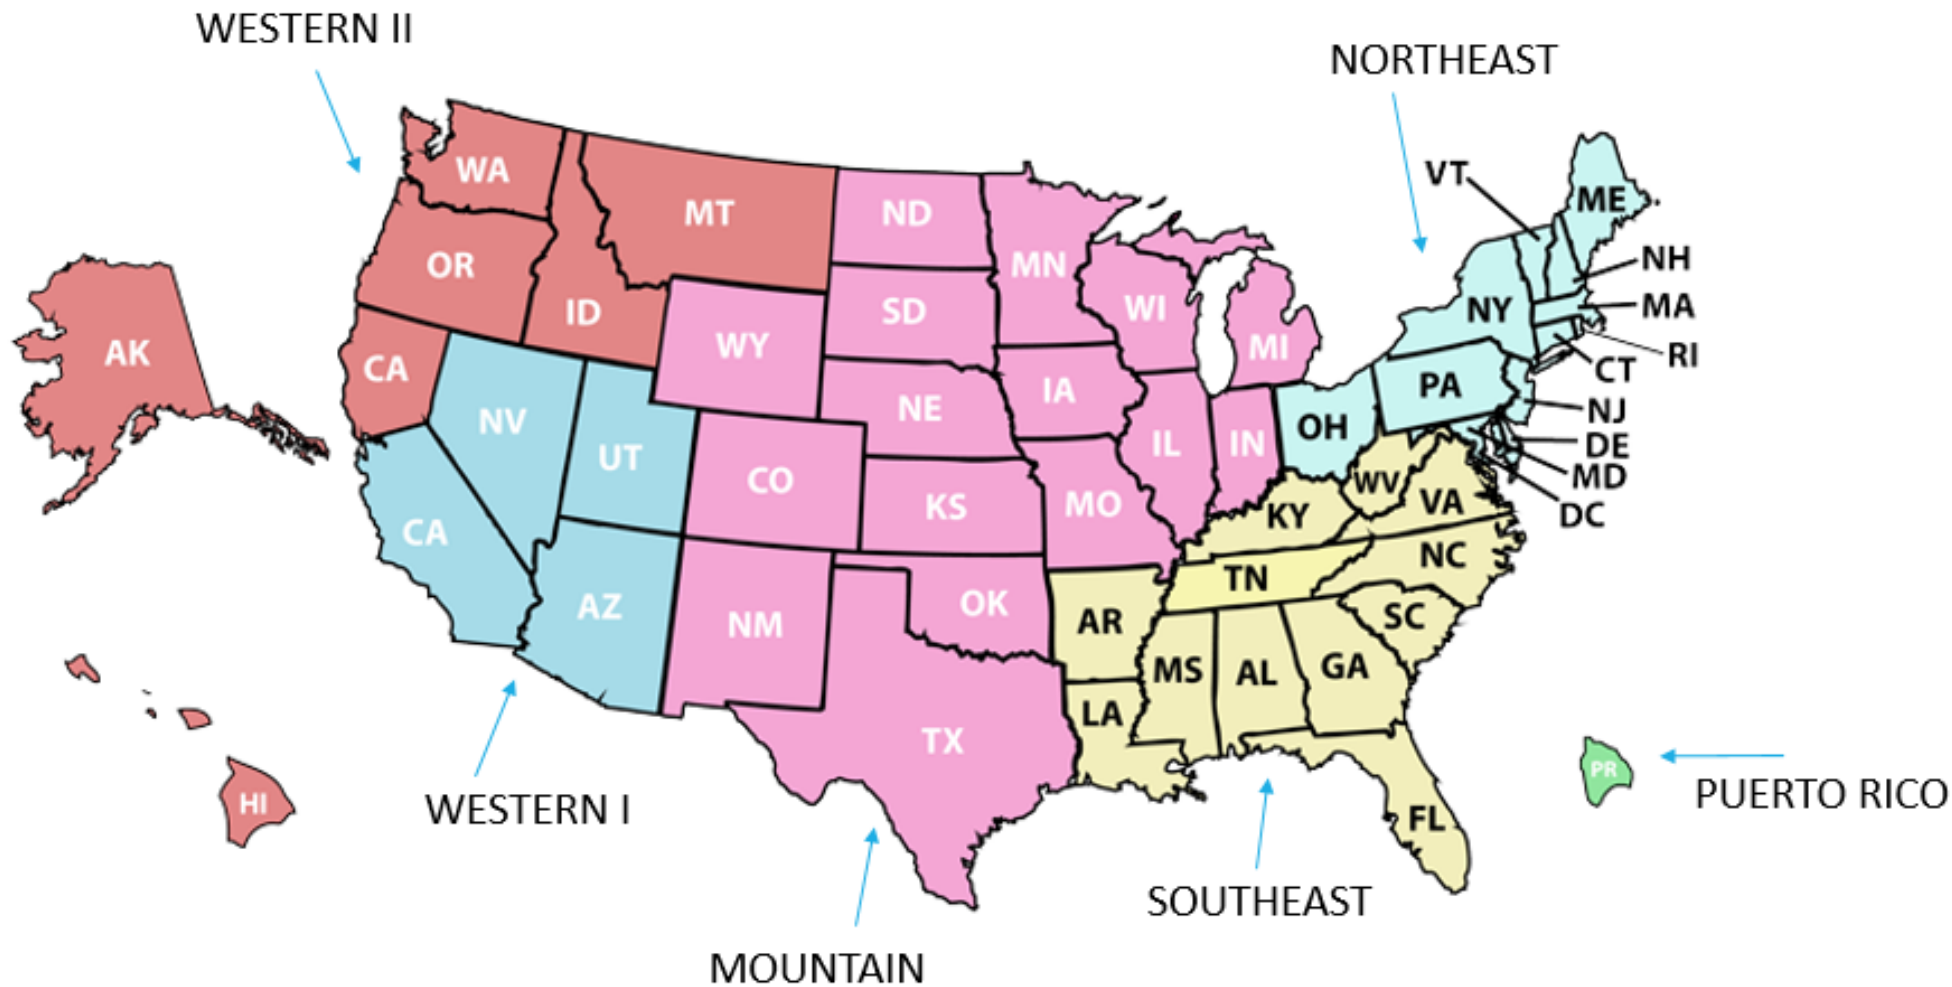 WESTERN II
NORTHEAST
WA
MT
ND
MN
VT
ME
OR
ID
SD
WI
NY
NH
MA
AK
CA
WY
MI
RI
CT
NV
UT
NE
IA
IL
IN
OH
PA
NJ
DE
MD
DC
CA
CO
KS
MO
KY
WV
VA
AZ
NM
OK
AR
TN
NC
SC
MS
AL
GA
LA
TX
FL
HI
PR
PUERTO RICO
WESTERN I
SOUTHEAST
MOUNTAIN